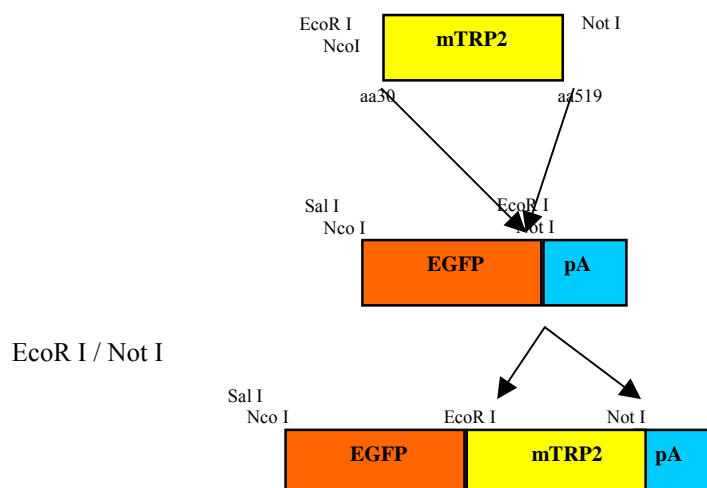 EcoR I
NcoI
mTRP2
Not I
aa30
aa519
Sal I
Nco I
EcoR I
Not I
EGFP
pA
EcoR I / Not I
Sal I
Nco I
EcoR I
Not I
EGFP
mTRP2
pA